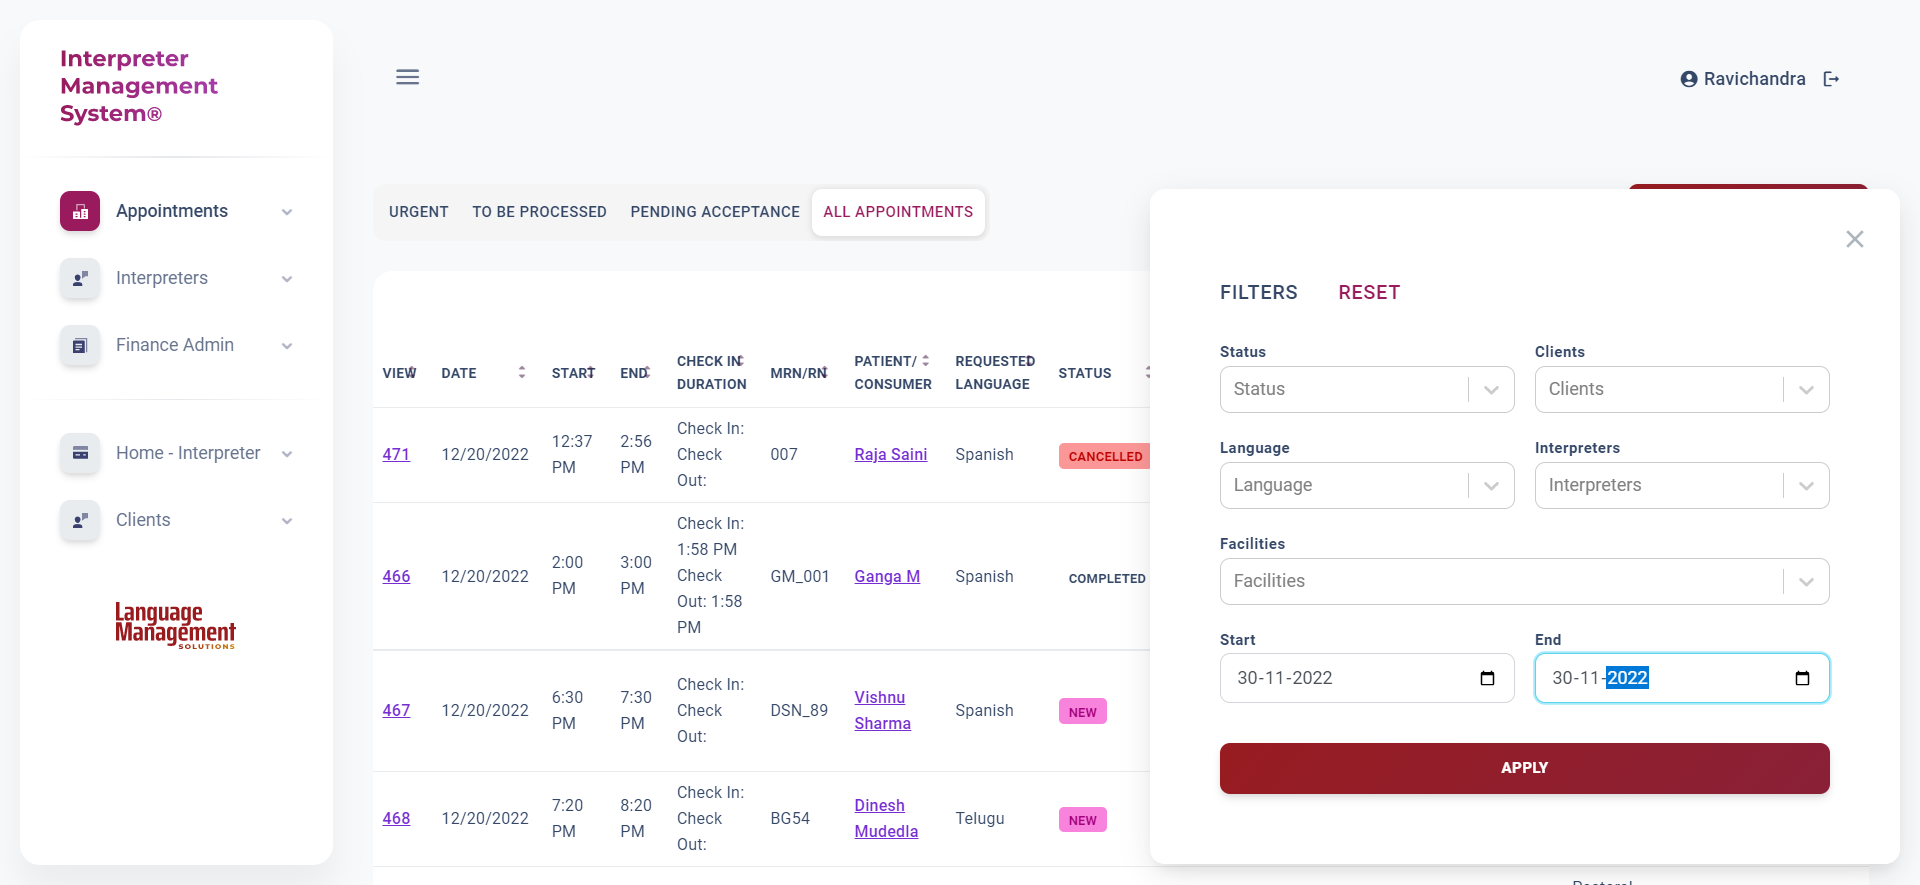 Interpreter
Management
System®
Appointments
Interpreters
Finance Admin
Home - Interpreter
Clients
Language
Management
SOLUTIONS
Ravichandra
URGENT TO BE PROCESSED PENDING ACCEPTANCE ALL APPOINTMENTS
VIEW DATE START END CHECK IN DURATION MRN/RN PATIENT/ CONSUMER REQUESTED LANGUAGE STATUS
471 12/20/2022 12:37 PM 2:56 PM Check In: Check Out: 007 Raja Saini Spanish CANCELLED
466 12/20/2022 2:00 PM 3:00 PM Check In: 1:58 PM Check Out: 1:58 PM GM_001 Ganga M Spanish COMPLETED
467 12/20/2022 6:30 PM 7:30 PM Check In: Check Out: DSN_89 Vishnu Sharma Spanish NEW
468 12/20/2022 7:20 PM 8:20 PM Check In: Check Out: BG54 Dinesh Mudedla Telugu NEW
FILTERS RESET
Status Clients
Status Clients
Language Interpreters
Language Interpreters
Facilities
Facilities
Start End
30-11-2022 30-11-2022
APPLY